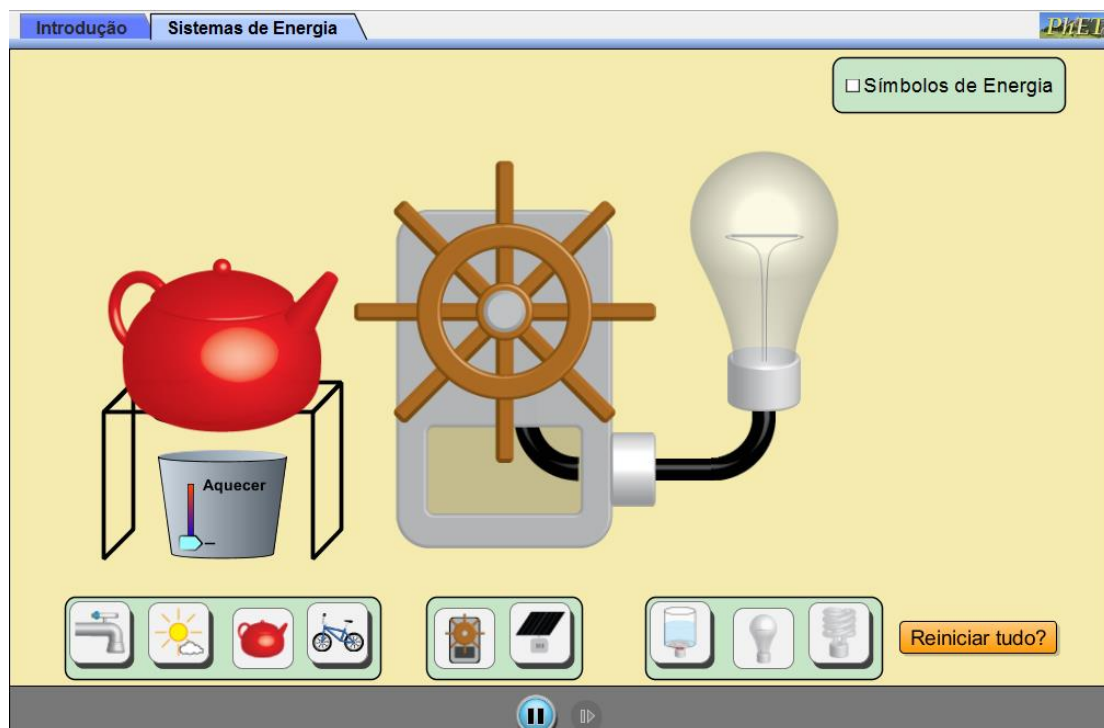 Introdução
Sistemas de Energia
PhET
Símbolos de Energia
Aquecer
Reiniciar tudo?